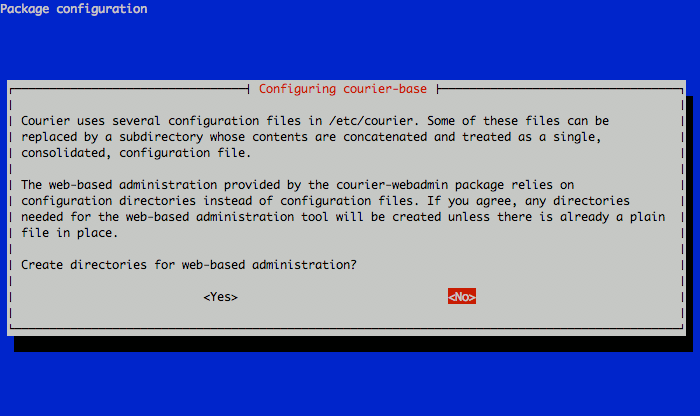 Package configuration
Configuring courier-base
Courier uses several configuration files in /etc/courier. Some of these files can be
replaced by a subdirectory whose contents are concatenated and treated as a single,
consolidated, configuration file.
The web-based administration provided by the courier-webadmin package relies on
configuration directories instead of configuration files. If you agree, any directories
needed for the web-based administration tool will be created unless there is already a plain
file in place.
Create directories for web-based administration?
<Yes> <No>